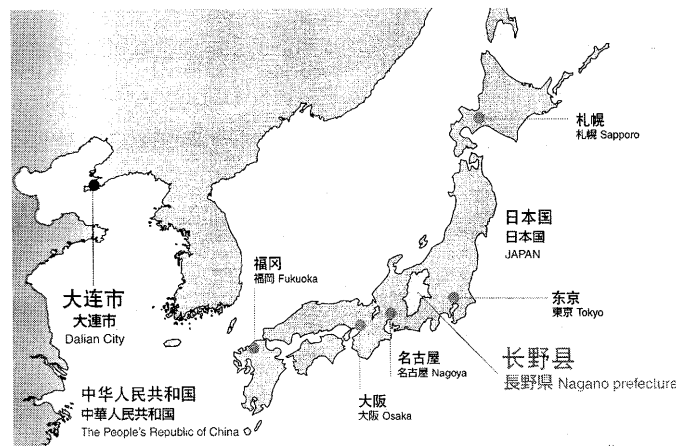 札幌
札幌 Sapporo
日本国
日本国
JAPAN
福冈
福岡 Fukuoka
大连市
大連市
Dalian City
东京
東京 Tokyo
名古屋
名古屋 Nagoya
长野县
長野県 Nagano prefecture
大阪
大阪 Osaka
中华人民共和国
中華人民共和国
The People's Republic of China